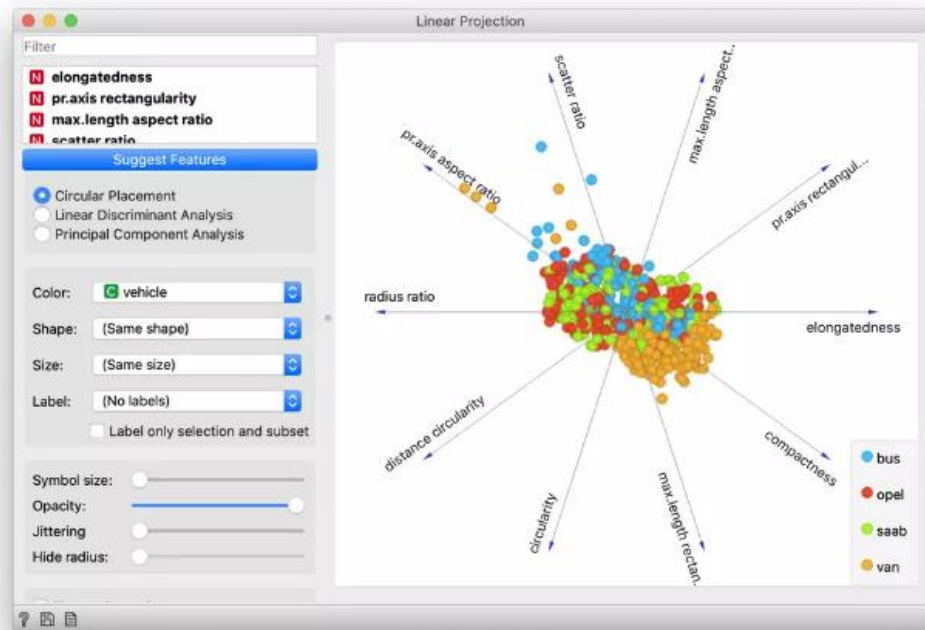 Linear Projection
Filter
N elongatedness
N pr.axis rectangularity
N max.length aspect ratio
N scatter ratio
Suggest Features
Circular Placement
Linear Discriminant Analysis
Principal Component Analysis
Color: C vehicle
Shape: (Same shape)
Size: (Same size)
Label: (No labels)
Label only selection and subset
Symbol size:
Opacity:
Jittering
Hide radius:
scatter ratio
max.length aspect..
pr.axis aspect ratio
pr.axis rectangul...
radius ratio
elongatedness
distance circularity
compactness
circularity
max.length rectan.
bus
opel
saab
van
?